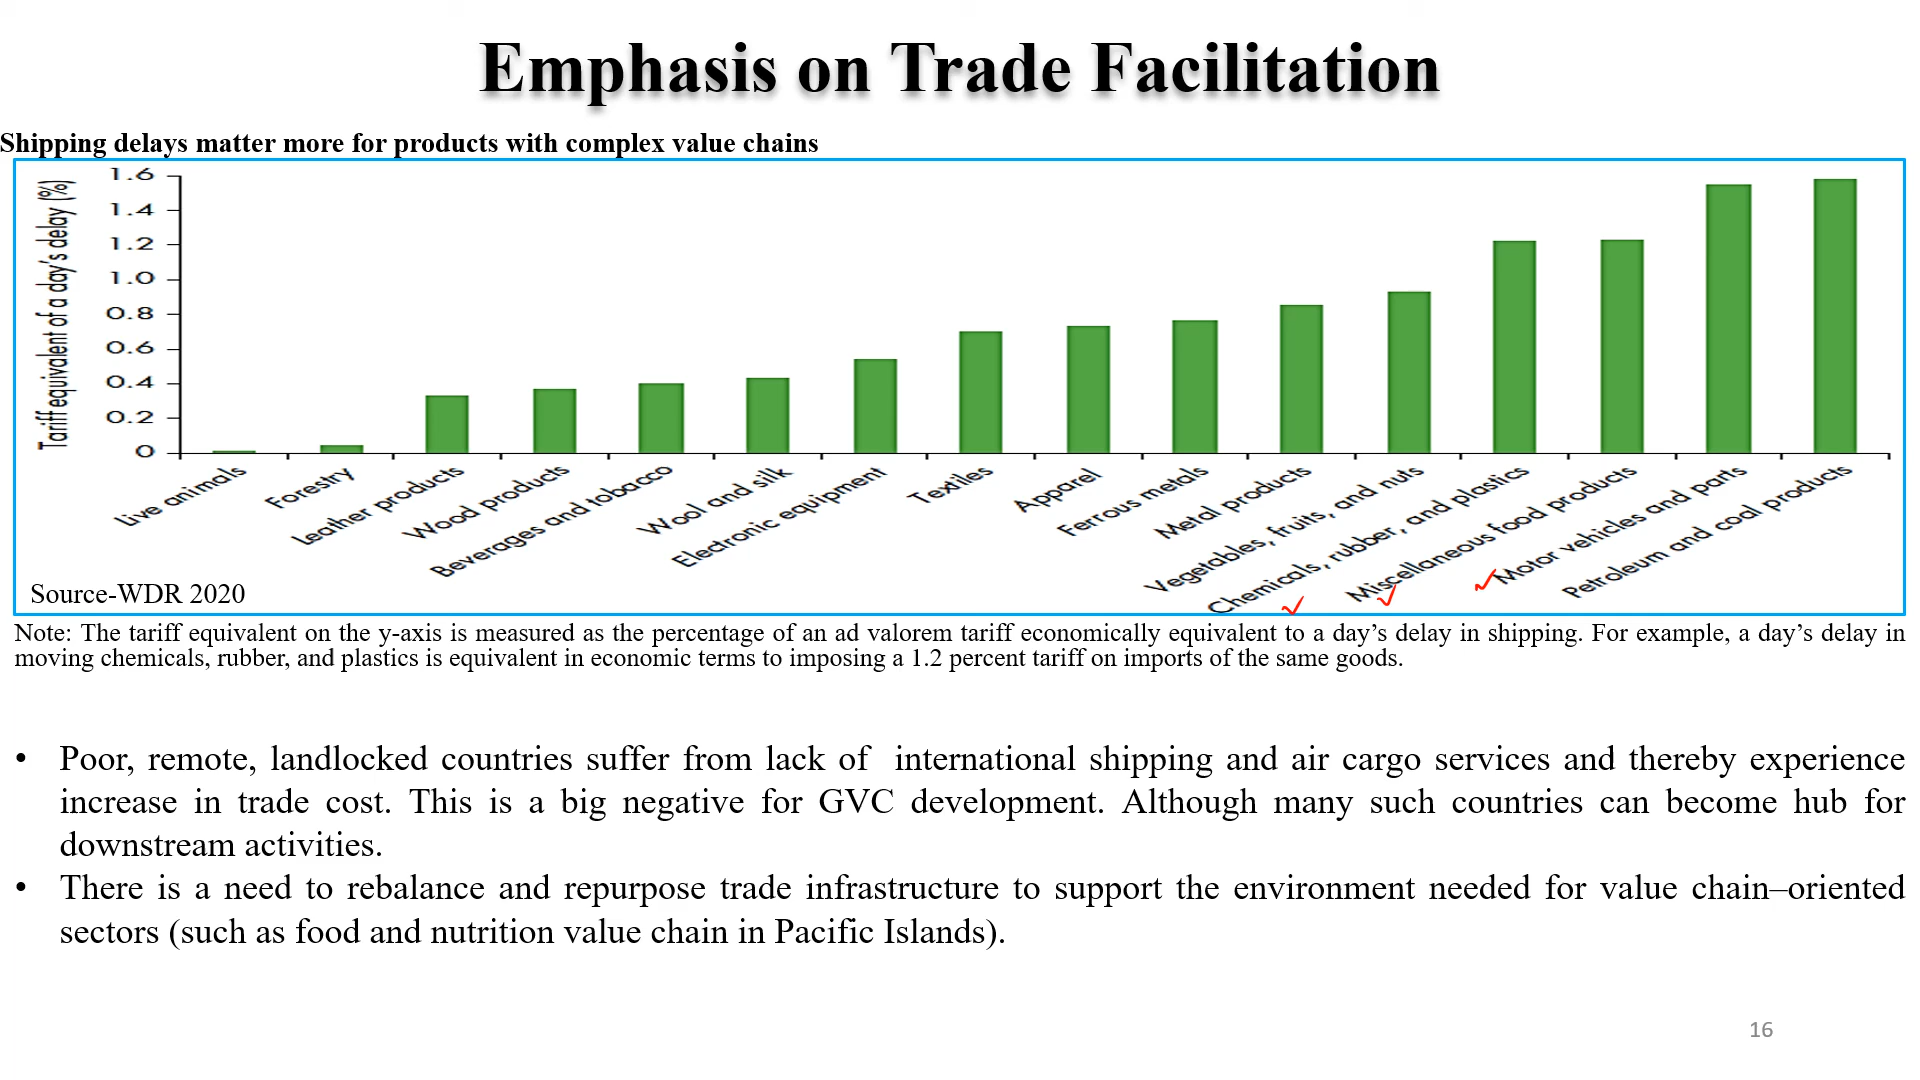 Emphasis on Trade Facilitation
Shipping delays matter more for products with complex value chains
Tariff equivalent of a day's delay (%)
1.6
1.4
1.2
1.0
0.8
0.6
0.4
0.2
0
Live animals
Forestry
Leather products
Wood products
Beverages and tobacco
Wool and silk
Electronic equipment
Textiles
Apparel
Ferrous metals
Metal products
Vegetables, fruits, and nuts
Chemicals, rubber, and plastics
Miscellaneous food products
Motor vehicles and parts
Petroleum and coal products
Source-WDR 2020
Note: The tariff equivalent on the y-axis is measured as the percentage of an ad valorem tariff economically equivalent to a day’s delay in shipping. For example, a day’s delay in
moving chemicals, rubber, and plastics is equivalent in economic terms to imposing a 1.2 percent tariff on imports of the same goods.
• Poor, remote, landlocked countries suffer from lack of international shipping and air cargo services and thereby experience
increase in trade cost. This is a big negative for GVC development. Although many such countries can become hub for
downstream activities.
• There is a need to rebalance and repurpose trade infrastructure to support the environment needed for value chain–oriented
sectors (such as food and nutrition value chain in Pacific Islands).
16